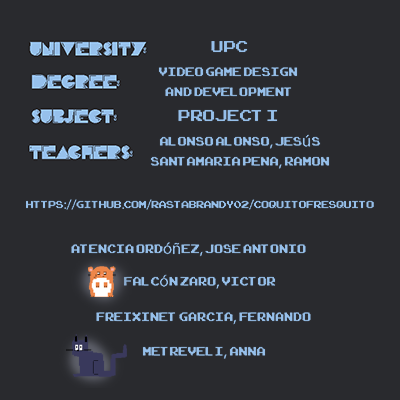 UNIVERSITY: UPC
DEGREE: VIDEO GAME DESIGN
AND DEVELOPMENT
SUBJECT: PROJECT I
TEACHERS: ALONSO ALONSO, JESÚS
SANTAMARIA PENA, RAMON
HTTPS://GITHUB.COM/RASTABRANDY02/COQUITOFRESQUITO
ATENCIA ORDÓÑEZ, JOSE ANTONIO
FALCÓN ZARO, VICTOR
FREIXINET GARCIA, FERNANDO
METREVELI, ANNA